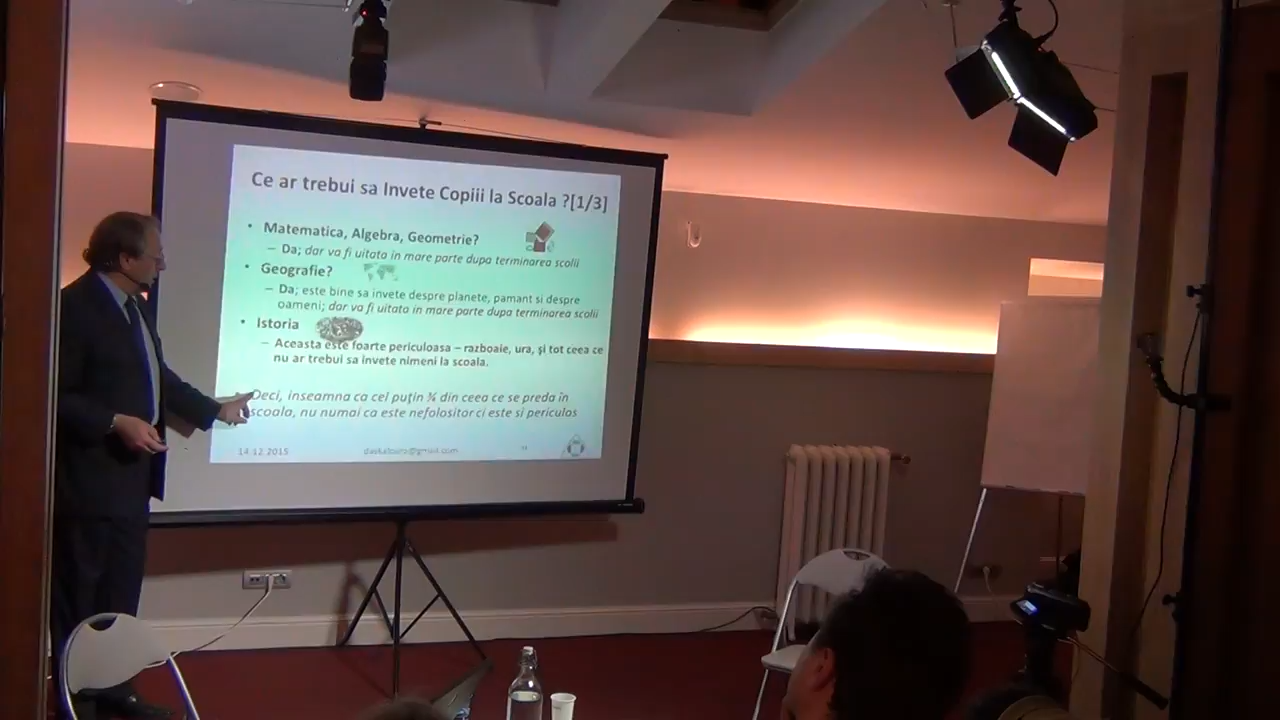 Ce ar trebui sa Invete Copiii la Scoala ?[1/3]
• Matematica, Algebra, Geometrie?
– Da; dar va fi uitata in mare parte dupa terminarea scolii
• Geografie?
– Da; este bine sa invete despre planete, pamant si despre
oameni; dar va fi uitata in mare parte dupa terminarea scolii
• Istoria
– Aceasta este foarte periculoasa – razboaie, ura, și tot ceea ce
nu ar trebui sa invete nimeni la scoala.
Deci, inseamna ca cel puțin ¼ din ceea ce se preda în
scoala, nu numai ca este nefolositor ci este si periculos
14.12.2015